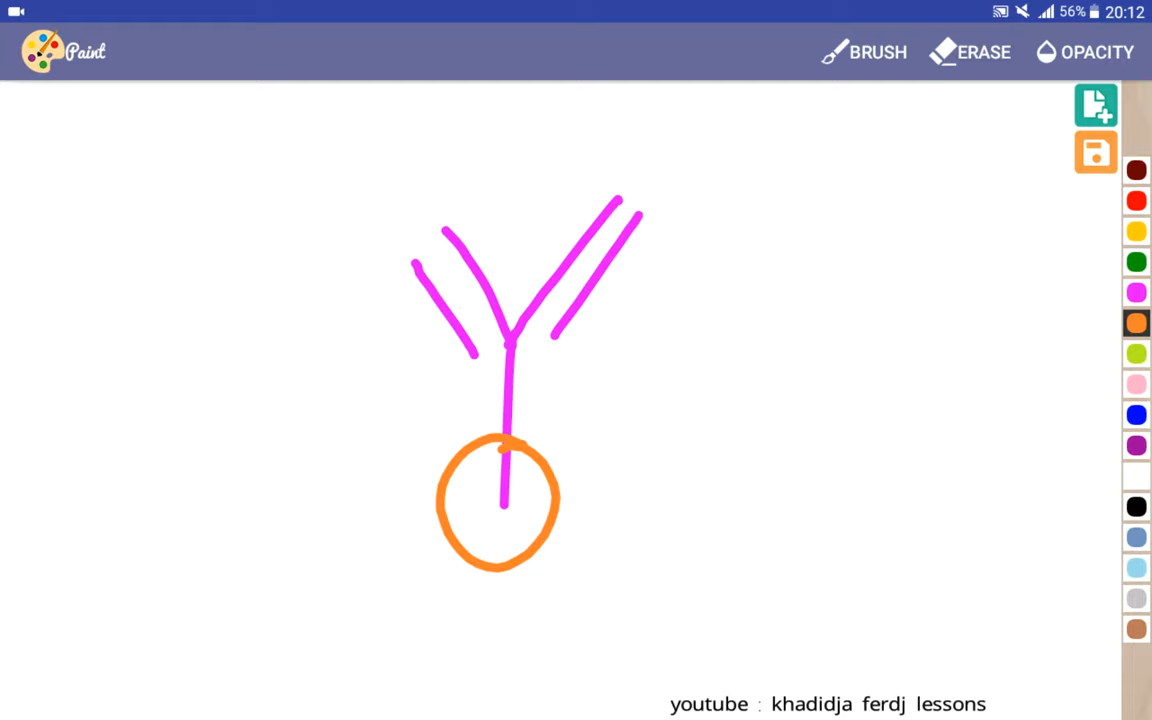 56% 20:12
Paint BRUSH ERASE OPACITY
youtube : khadidja ferdj lessons